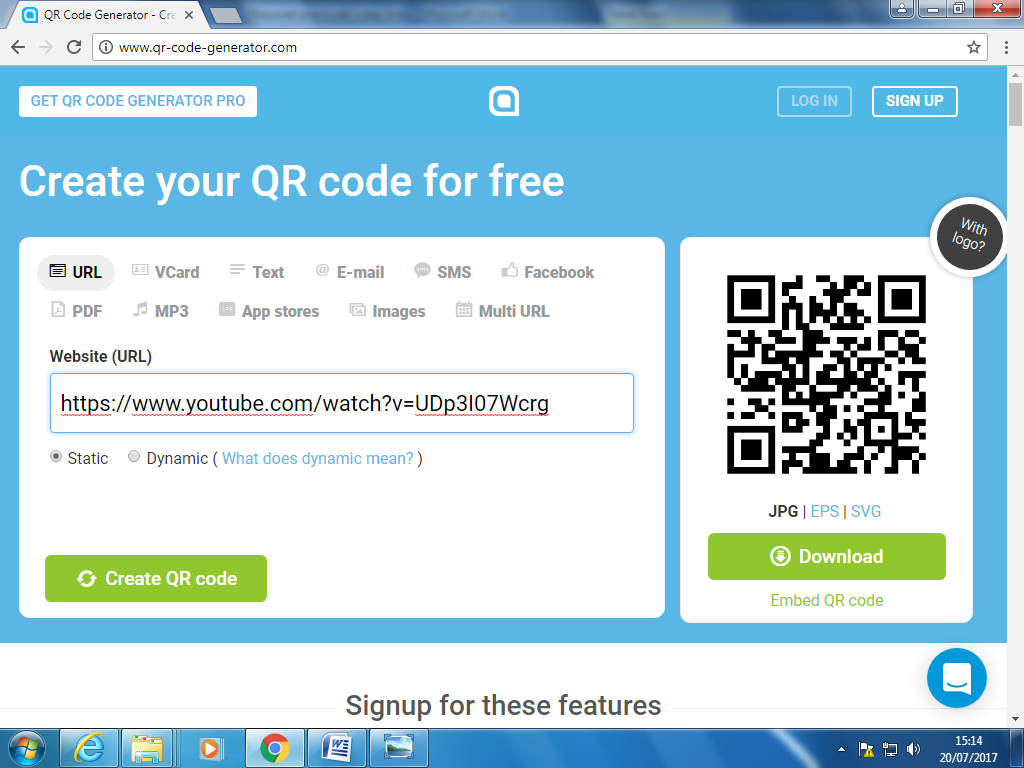 QR Code Generator - Cre
www.qr-code-generator.com
GET QR CODE GENERATOR PRO
LOG IN
SIGN UP
Create your QR code for free
With
logo?
URL
VCard
Text
E-mail
SMS
Facebook
PDF
MP3
App stores
Images
Multi URL
Website (URL)
https://www.youtube.com/watch?v=UDp3I07Wcrg
Static
Dynamic ( What does dynamic mean? )
JPG | EPS | SVG
Download
Create QR code
Embed QR code
Signup for these features
15:14
20/07/2017